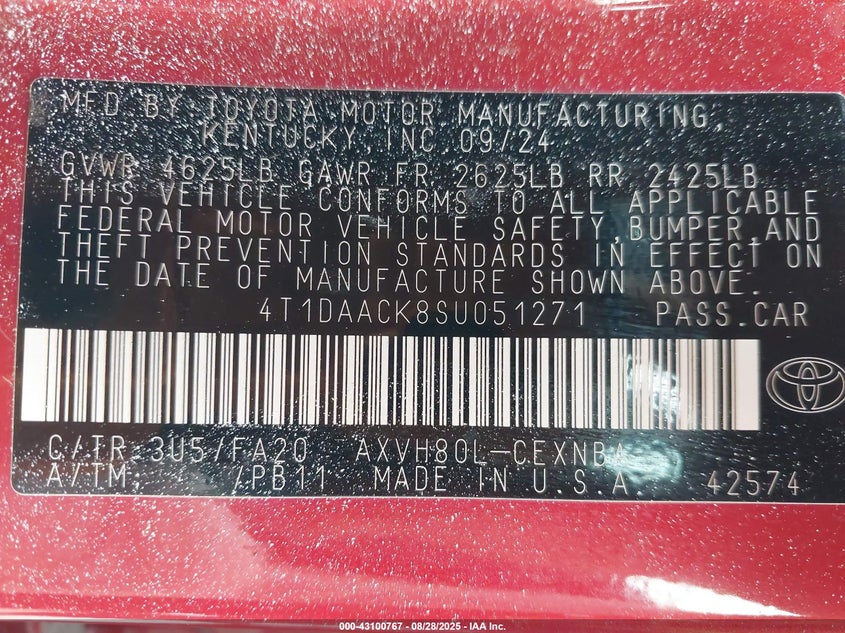 MFD.BY TOYOTA MOTOR MANUFACTURING,
KENTUCKY,INC.09/24
GVWR 4625LB GAWR FR 2625LB RR 2425LB
THIS VEHICLE CONFORMS TO ALL APPLICABLE
FEDERAL MOTOR VEHICLE SAFETY,BUMPER,AND
THEFT PREVENTION STANDARDS IN EFFECT ON
THE DATE OF MANUFACTURE SHOWN ABOVE.
4T1DAACK8SU051271 PASS.CAR
C/TR 3U5/FA20 AXVH80L-CEXNBA
A/TM /PB11 MADE IN U.S.A. 42574
000-43100767 - 08/28/2025 - IAA Inc.